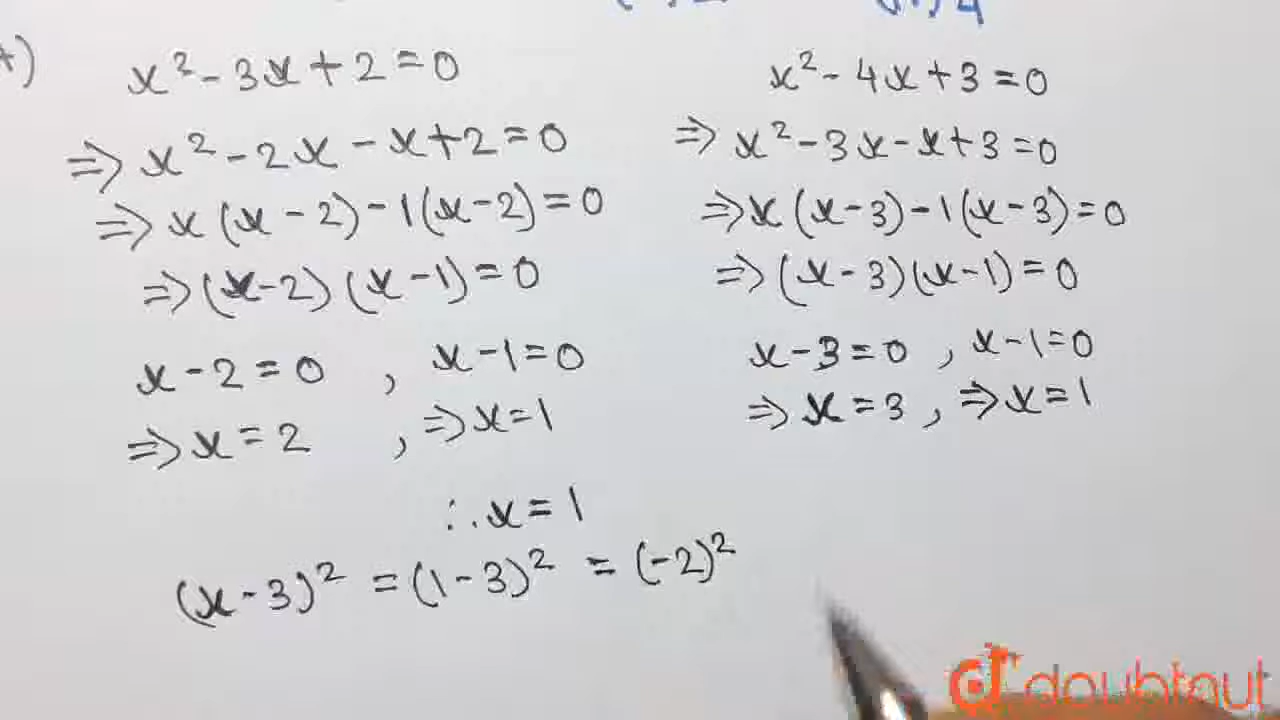 x² - 3x + 2 = 0
⇒ x² - 2x - x + 2 = 0
⇒ x (x - 2) - 1(x - 2) = 0
⇒ (x - 2) (x - 1) = 0
x - 2 = 0 , x - 1 = 0
⇒ x = 2 , ⇒ x = 1
x² - 4x + 3 = 0
⇒ x² - 3x - x + 3 = 0
⇒ x (x - 3) - 1(x - 3) = 0
⇒ (x - 3)(x - 1) = 0
x - 3 = 0 , x - 1 = 0
⇒ x = 3 , ⇒ x = 1
∴ x = 1
(x - 3)² = (1 - 3)² = (-2)²
doubtnut